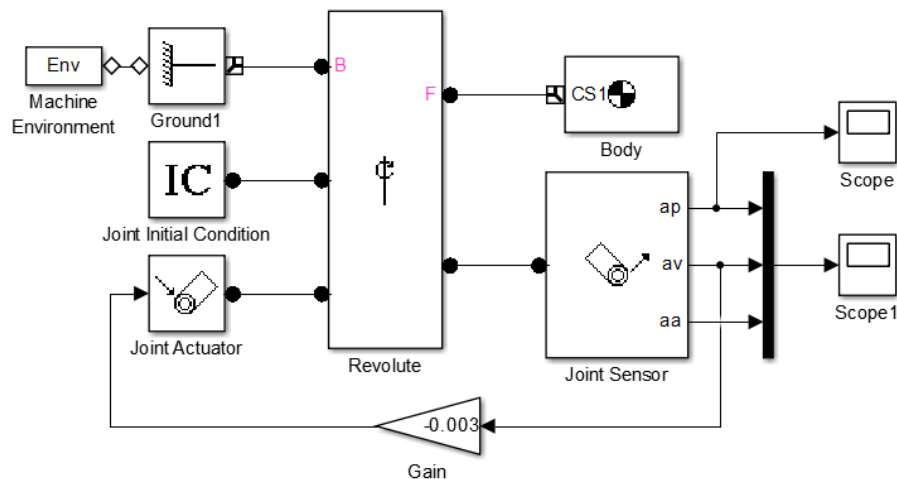 Env
Machine
Environment
Ground1
B
F
CS1
Body
Scope
IC
Joint Initial Condition
ap
av
aa
Scope1
Joint Actuator
Revolute
Joint Sensor
-0.003
Gain